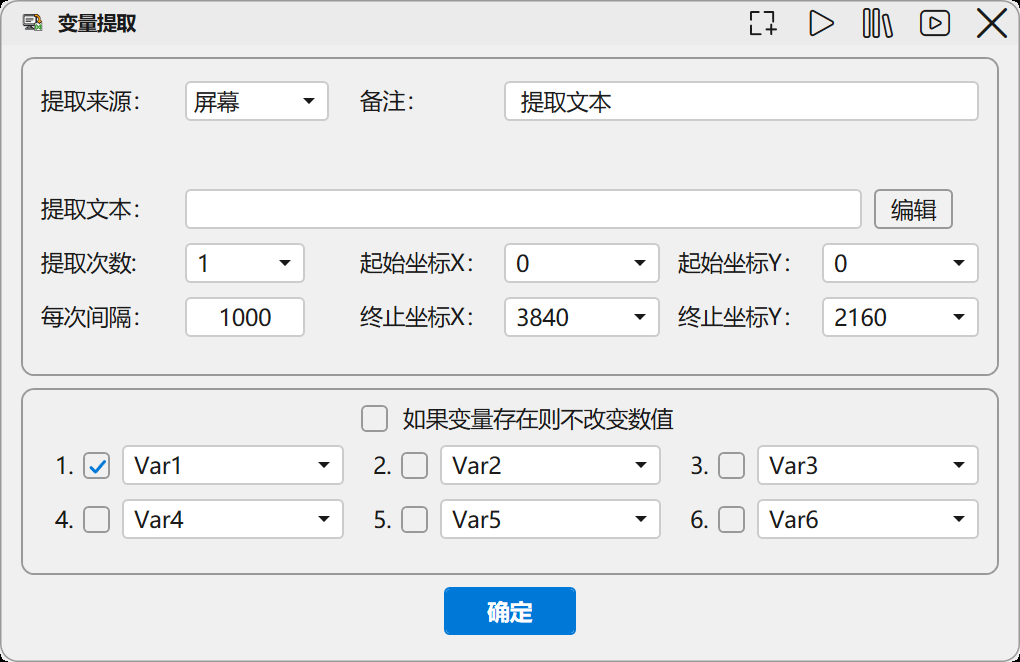 变量提取
提取来源： 屏幕 备注： 提取文本
提取文本： 编辑
提取次数: 1 起始坐标X： 0 起始坐标Y： 0
每次间隔： 1000 终止坐标X： 3840 终止坐标Y： 2160
如果变量存在则不改变数值
1. Var1 2. Var2 3. Var3
4. Var4 5. Var5 6. Var6
确定